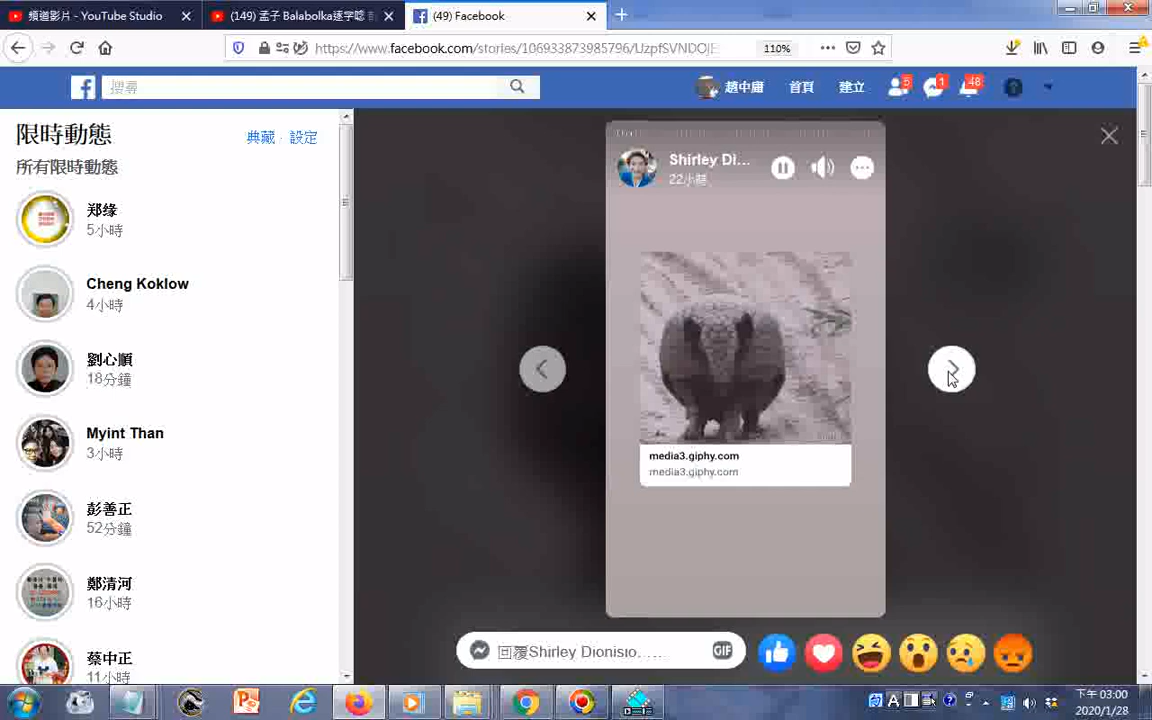 頻道影片 - YouTube Studio
(149) 孟子 Balabolka逐字唸
(49) Facebook
https://www.facebook.com/stories/106933873985796/UzpfSVNDOjE
110%
搜尋
趙中庸
首頁
建立
5
1
48
限時動態
典藏 · 設定
所有限時動態
郑缘
5小時
Cheng Koklow
4小時
劉心順
18分鐘
Myint Than
3小時
彭善正
52分鐘
鄭清河
16小時
蔡中正
11小時
Shirley Di...
22小時
media3.giphy.com
media3.giphy.com
回覆Shirley Dionisio……
GIF
下午 03:00
2020/1/28